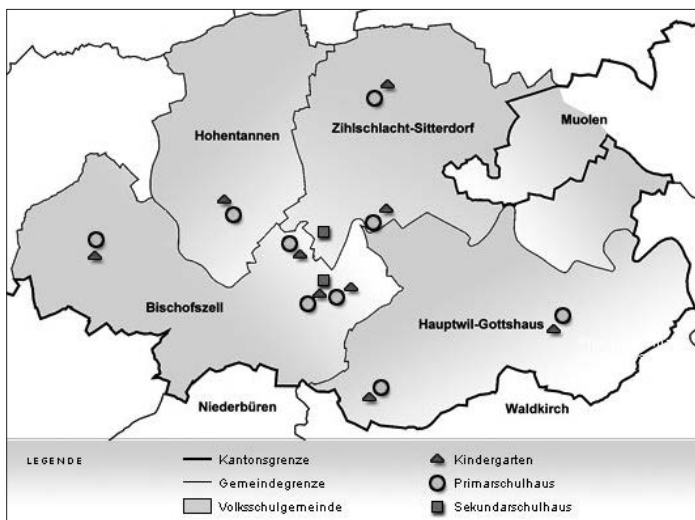 Hohentannen
Zihlschlacht-Sitterdorf
Muolen
Bischofszell
Hauptwil-Gottshaus
Niederbüren
Waldkirch
LEGENDE
Kantonsgrenze
Kindergarten
Gemeindegrenze
Primarschulhaus
Volksschulgemeinde
Sekundarschulhaus